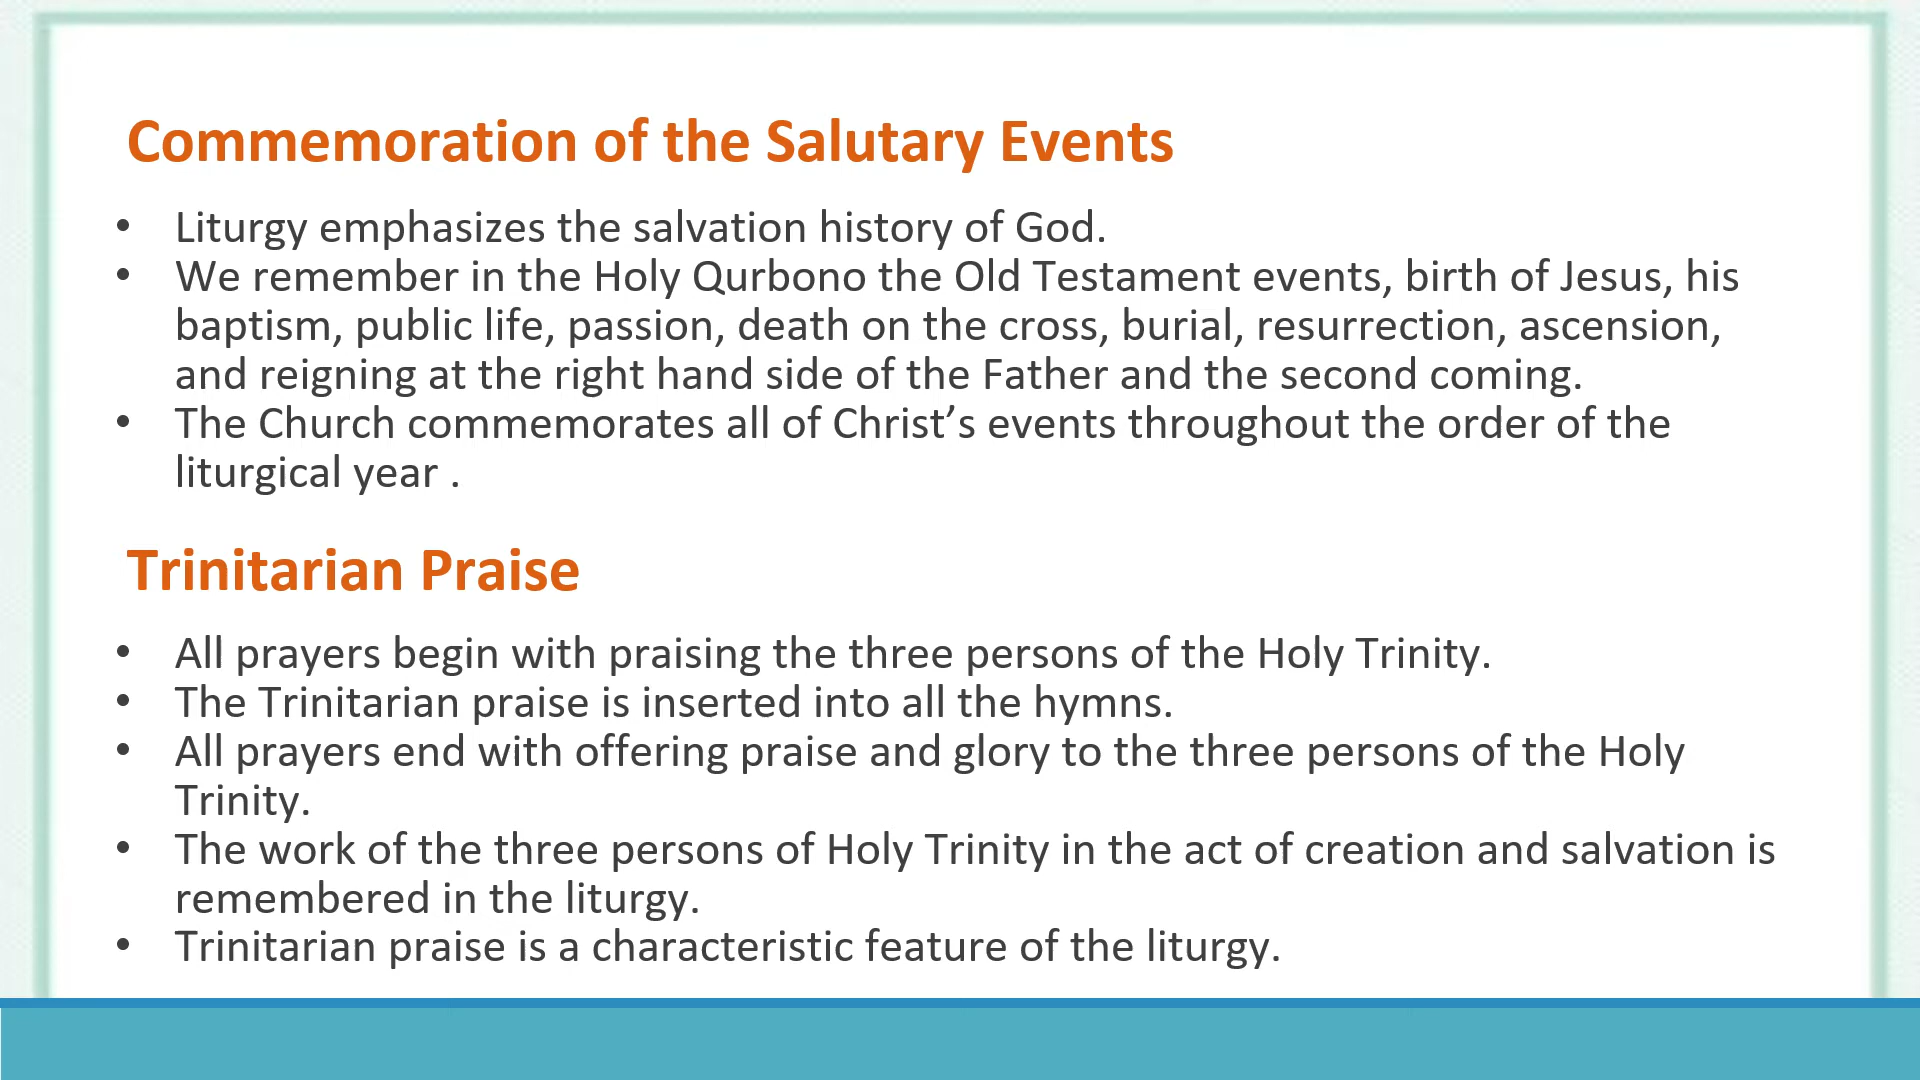 Commemoration of the Salutary Events
• Liturgy emphasizes the salvation history of God.
• We remember in the Holy Qurbono the Old Testament events, birth of Jesus, his
baptism, public life, passion, death on the cross, burial, resurrection, ascension,
and reigning at the right hand side of the Father and the second coming.
• The Church commemorates all of Christ’s events throughout the order of the
liturgical year .
Trinitarian Praise
• All prayers begin with praising the three persons of the Holy Trinity.
• The Trinitarian praise is inserted into all the hymns.
• All prayers end with offering praise and glory to the three persons of the Holy
Trinity.
• The work of the three persons of Holy Trinity in the act of creation and salvation is
remembered in the liturgy.
• Trinitarian praise is a characteristic feature of the liturgy.